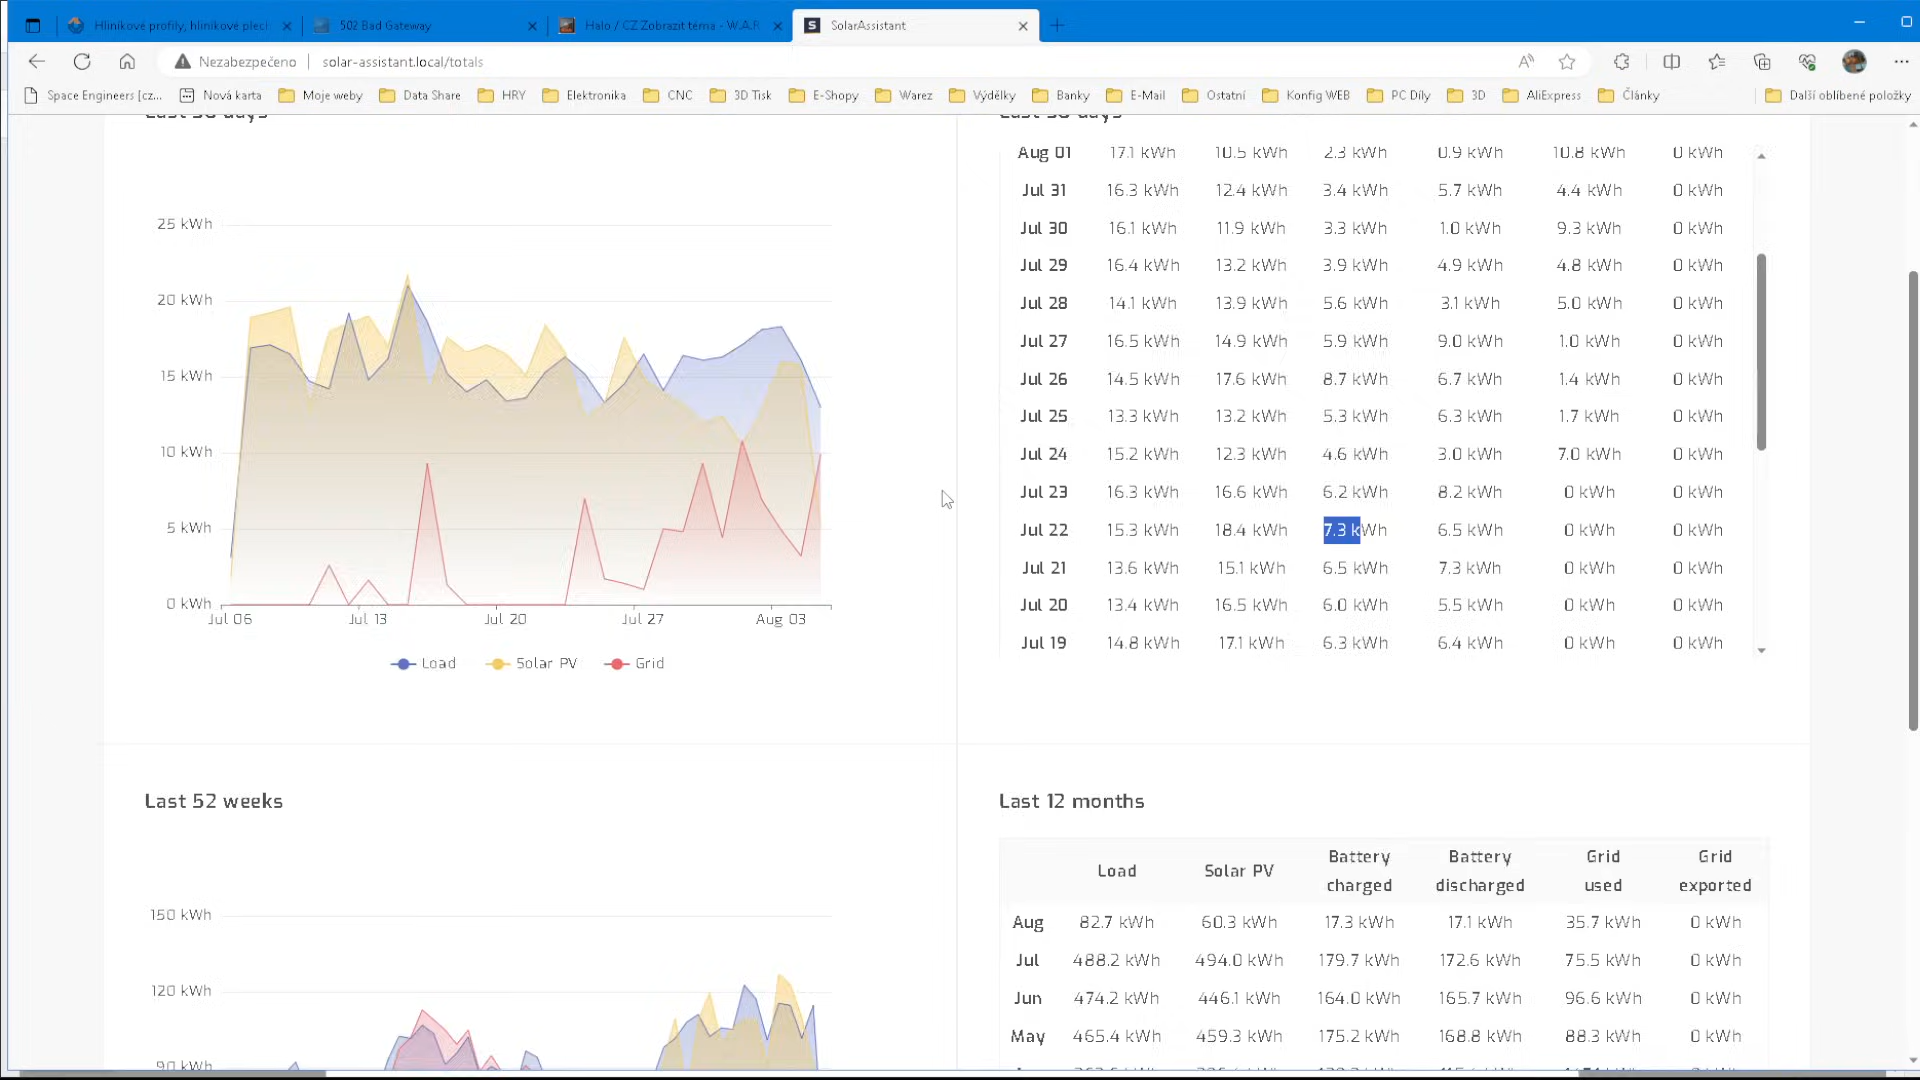 Hliníkové profily, hliníkové pleci
502 Bad Gateway
Halo / CZ Zobrazit téma - W.A.R
SolarAssistant
Nezabezpečeno
solar-assistant.local/totals
Space Engineers [cz...
Nová karta
Moje weby
Data Share
HRY
Elektronika
CNC
3D Tisk
E-Shopy
Warez
Výdělky
Banky
E-Mail
Ostatní
Konfig WEB
PC Díly
3D
AliExpress
Články
Další oblíbené položky
25 kWh
20 kWh
15 kWh
10 kWh
5 kWh
0 kWh
Jul 06 Jul 13 Jul 20 Jul 27 Aug 03
Load Solar PV Grid
Aug 01 17.1 kWh 10.5 kWh 2.3 kWh 0.9 kWh 10.8 kWh 0 kWh
Jul 31 16.3 kWh 12.4 kWh 3.4 kWh 5.7 kWh 4.4 kWh 0 kWh
Jul 30 16.1 kWh 11.9 kWh 3.3 kWh 1.0 kWh 9.3 kWh 0 kWh
Jul 29 16.4 kWh 13.2 kWh 3.9 kWh 4.9 kWh 4.8 kWh 0 kWh
Jul 28 14.1 kWh 13.9 kWh 5.6 kWh 3.1 kWh 5.0 kWh 0 kWh
Jul 27 16.5 kWh 14.9 kWh 5.9 kWh 9.0 kWh 1.0 kWh 0 kWh
Jul 26 14.5 kWh 17.6 kWh 8.7 kWh 6.7 kWh 1.4 kWh 0 kWh
Jul 25 13.3 kWh 13.2 kWh 5.3 kWh 6.3 kWh 1.7 kWh 0 kWh
Jul 24 15.2 kWh 12.3 kWh 4.6 kWh 3.0 kWh 7.0 kWh 0 kWh
Jul 23 16.3 kWh 16.6 kWh 6.2 kWh 8.2 kWh 0 kWh 0 kWh
Jul 22 15.3 kWh 18.4 kWh 7.3 kWh 6.5 kWh 0 kWh 0 kWh
Jul 21 13.6 kWh 15.1 kWh 6.5 kWh 7.3 kWh 0 kWh 0 kWh
Jul 20 13.4 kWh 16.5 kWh 6.0 kWh 5.5 kWh 0 kWh 0 kWh
Jul 19 14.8 kWh 17.1 kWh 6.3 kWh 6.4 kWh 0 kWh 0 kWh
Last 52 weeks
150 kWh
120 kWh
90 kWh
Last 12 months
Load Solar PV Battery charged Battery discharged Grid used Grid exported
Aug 82.7 kWh 60.3 kWh 17.3 kWh 17.1 kWh 35.7 kWh 0 kWh
Jul 488.2 kWh 494.0 kWh 179.7 kWh 172.6 kWh 75.5 kWh 0 kWh
Jun 474.2 kWh 446.1 kWh 164.0 kWh 165.7 kWh 96.6 kWh 0 kWh
May 465.4 kWh 459.3 kWh 175.2 kWh 168.8 kWh 88.3 kWh 0 kWh